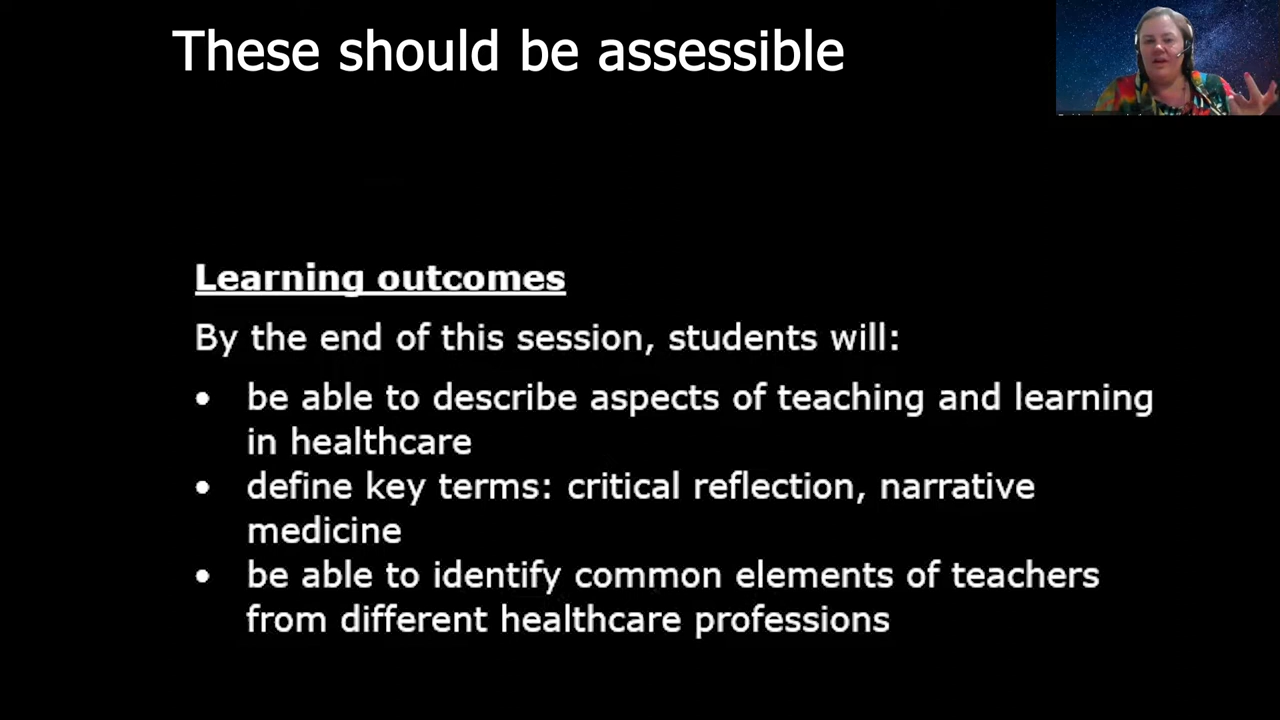 These should be assessible
Learning outcomes
By the end of this session, students will:
• be able to describe aspects of teaching and learning
in healthcare
• define key terms: critical reflection, narrative
medicine
• be able to identify common elements of teachers
from different healthcare professions